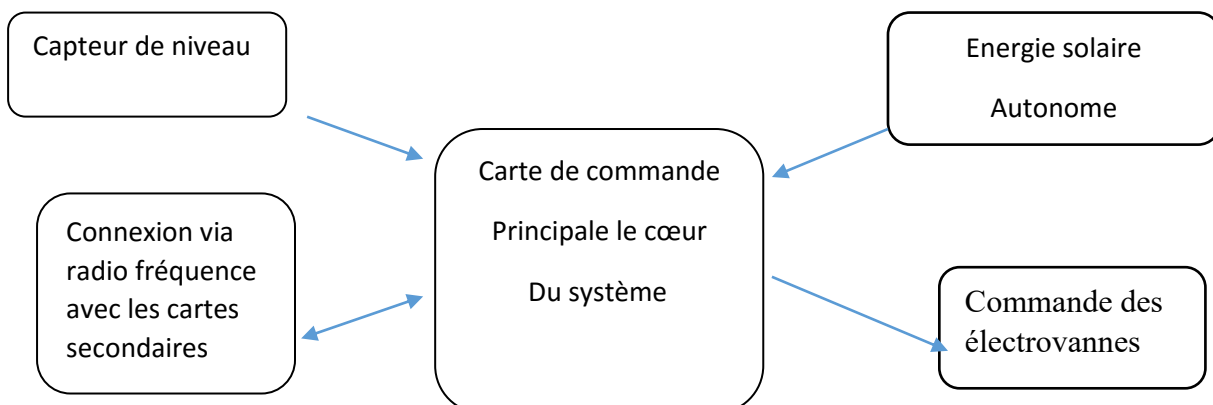 Capteur de niveau
Energie solaire
Autonome
Carte de commande
Principale le cœur
Du système
Connexion via
radio fréquence
avec les cartes
secondaires
Commande des
électrovannes